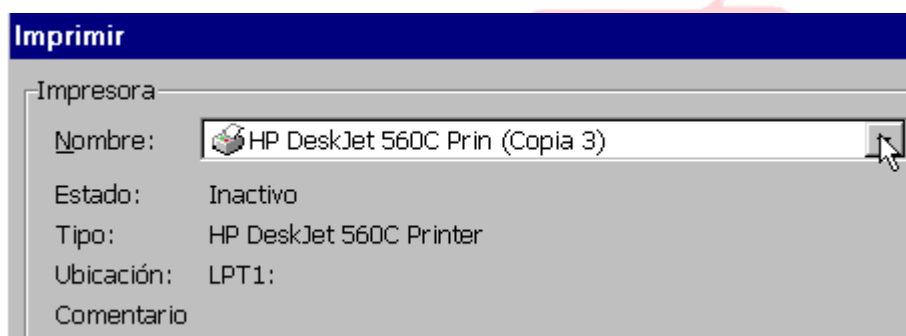 Imprimir
Impresora
Nombre: HP DeskJet 560C Prin (Copia 3)
Estado: Inactivo
Tipo: HP DeskJet 560C Printer
Ubicación: LPT1:
Comentario